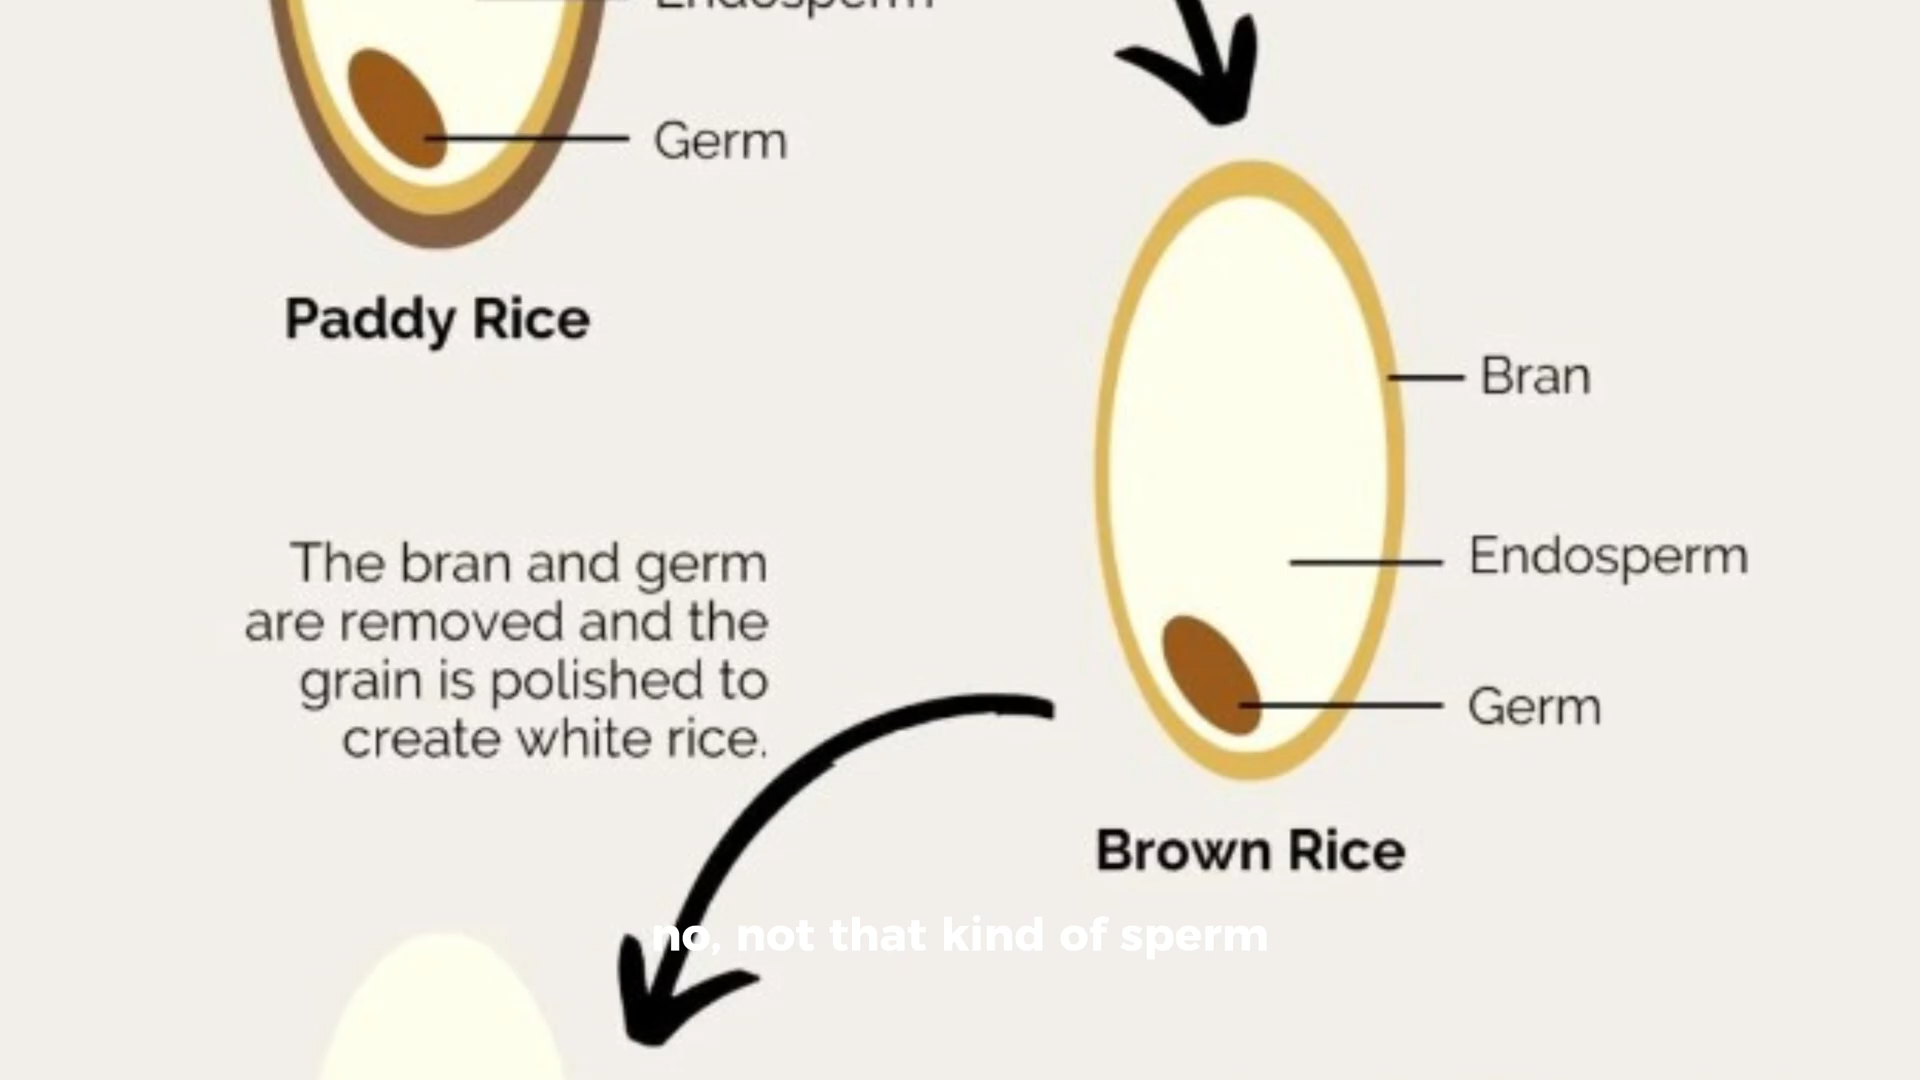 Endosperm
Germ
Paddy Rice
Bran
Endosperm
Germ
Brown Rice
The bran and germ
are removed and the
grain is polished to
create white rice.
no, not that kind of sperm